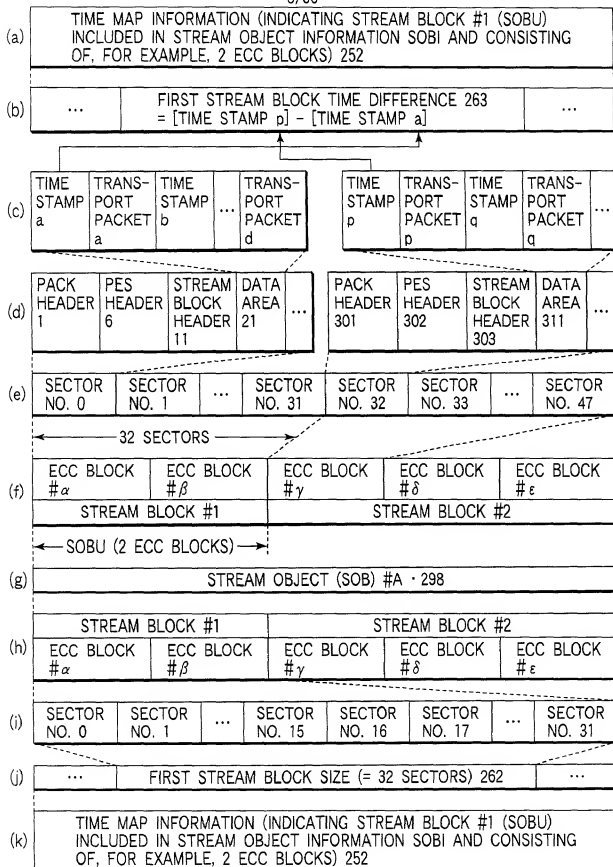 (a) TIME MAP INFORMATION (INDICATING STREAM BLOCK #1 (SOBU)
INCLUDED IN STREAM OBJECT INFORMATION SOBI AND CONSISTING
OF, FOR EXAMPLE, 2 ECC BLOCKS) 252
(b) ... FIRST STREAM BLOCK TIME DIFFERENCE 263 ...
= [TIME STAMP p] - [TIME STAMP a]
(c) TIME STAMP a TRANS-PORT PACKET a TIME STAMP b ... TRANS-PORT PACKET d TIME STAMP p TRANS-PORT PACKET p TIME STAMP q TRANS-PORT PACKET q ...
(d) PACK HEADER 1 PES HEADER 6 STREAM BLOCK HEADER 11 DATA AREA 21 ... PACK HEADER 301 PES HEADER 302 STREAM BLOCK HEADER 303 DATA AREA 311 ...
(e) SECTOR NO. 0 SECTOR NO. 1 ... SECTOR NO. 31 SECTOR NO. 32 SECTOR NO. 33 ... SECTOR NO. 47
32 SECTORS
(f) ECC BLOCK #α ECC BLOCK #β ECC BLOCK #γ ECC BLOCK #δ ECC BLOCK #ε
STREAM BLOCK #1 STREAM BLOCK #2
SOBU (2 ECC BLOCKS)
(g) STREAM OBJECT (SOB) #A · 298
(h) STREAM BLOCK #1 STREAM BLOCK #2
ECC BLOCK #α ECC BLOCK #β ECC BLOCK #γ ECC BLOCK #δ ECC BLOCK #ε
(i) SECTOR NO. 0 SECTOR NO. 1 ... SECTOR NO. 15 SECTOR NO. 16 SECTOR NO. 17 ... SECTOR NO. 31
(j) ... FIRST STREAM BLOCK SIZE (= 32 SECTORS) 262 ...
(k) TIME MAP INFORMATION (INDICATING STREAM BLOCK #1 (SOBU)
INCLUDED IN STREAM OBJECT INFORMATION SOBI AND CONSISTING
OF, FOR EXAMPLE, 2 ECC BLOCKS) 252